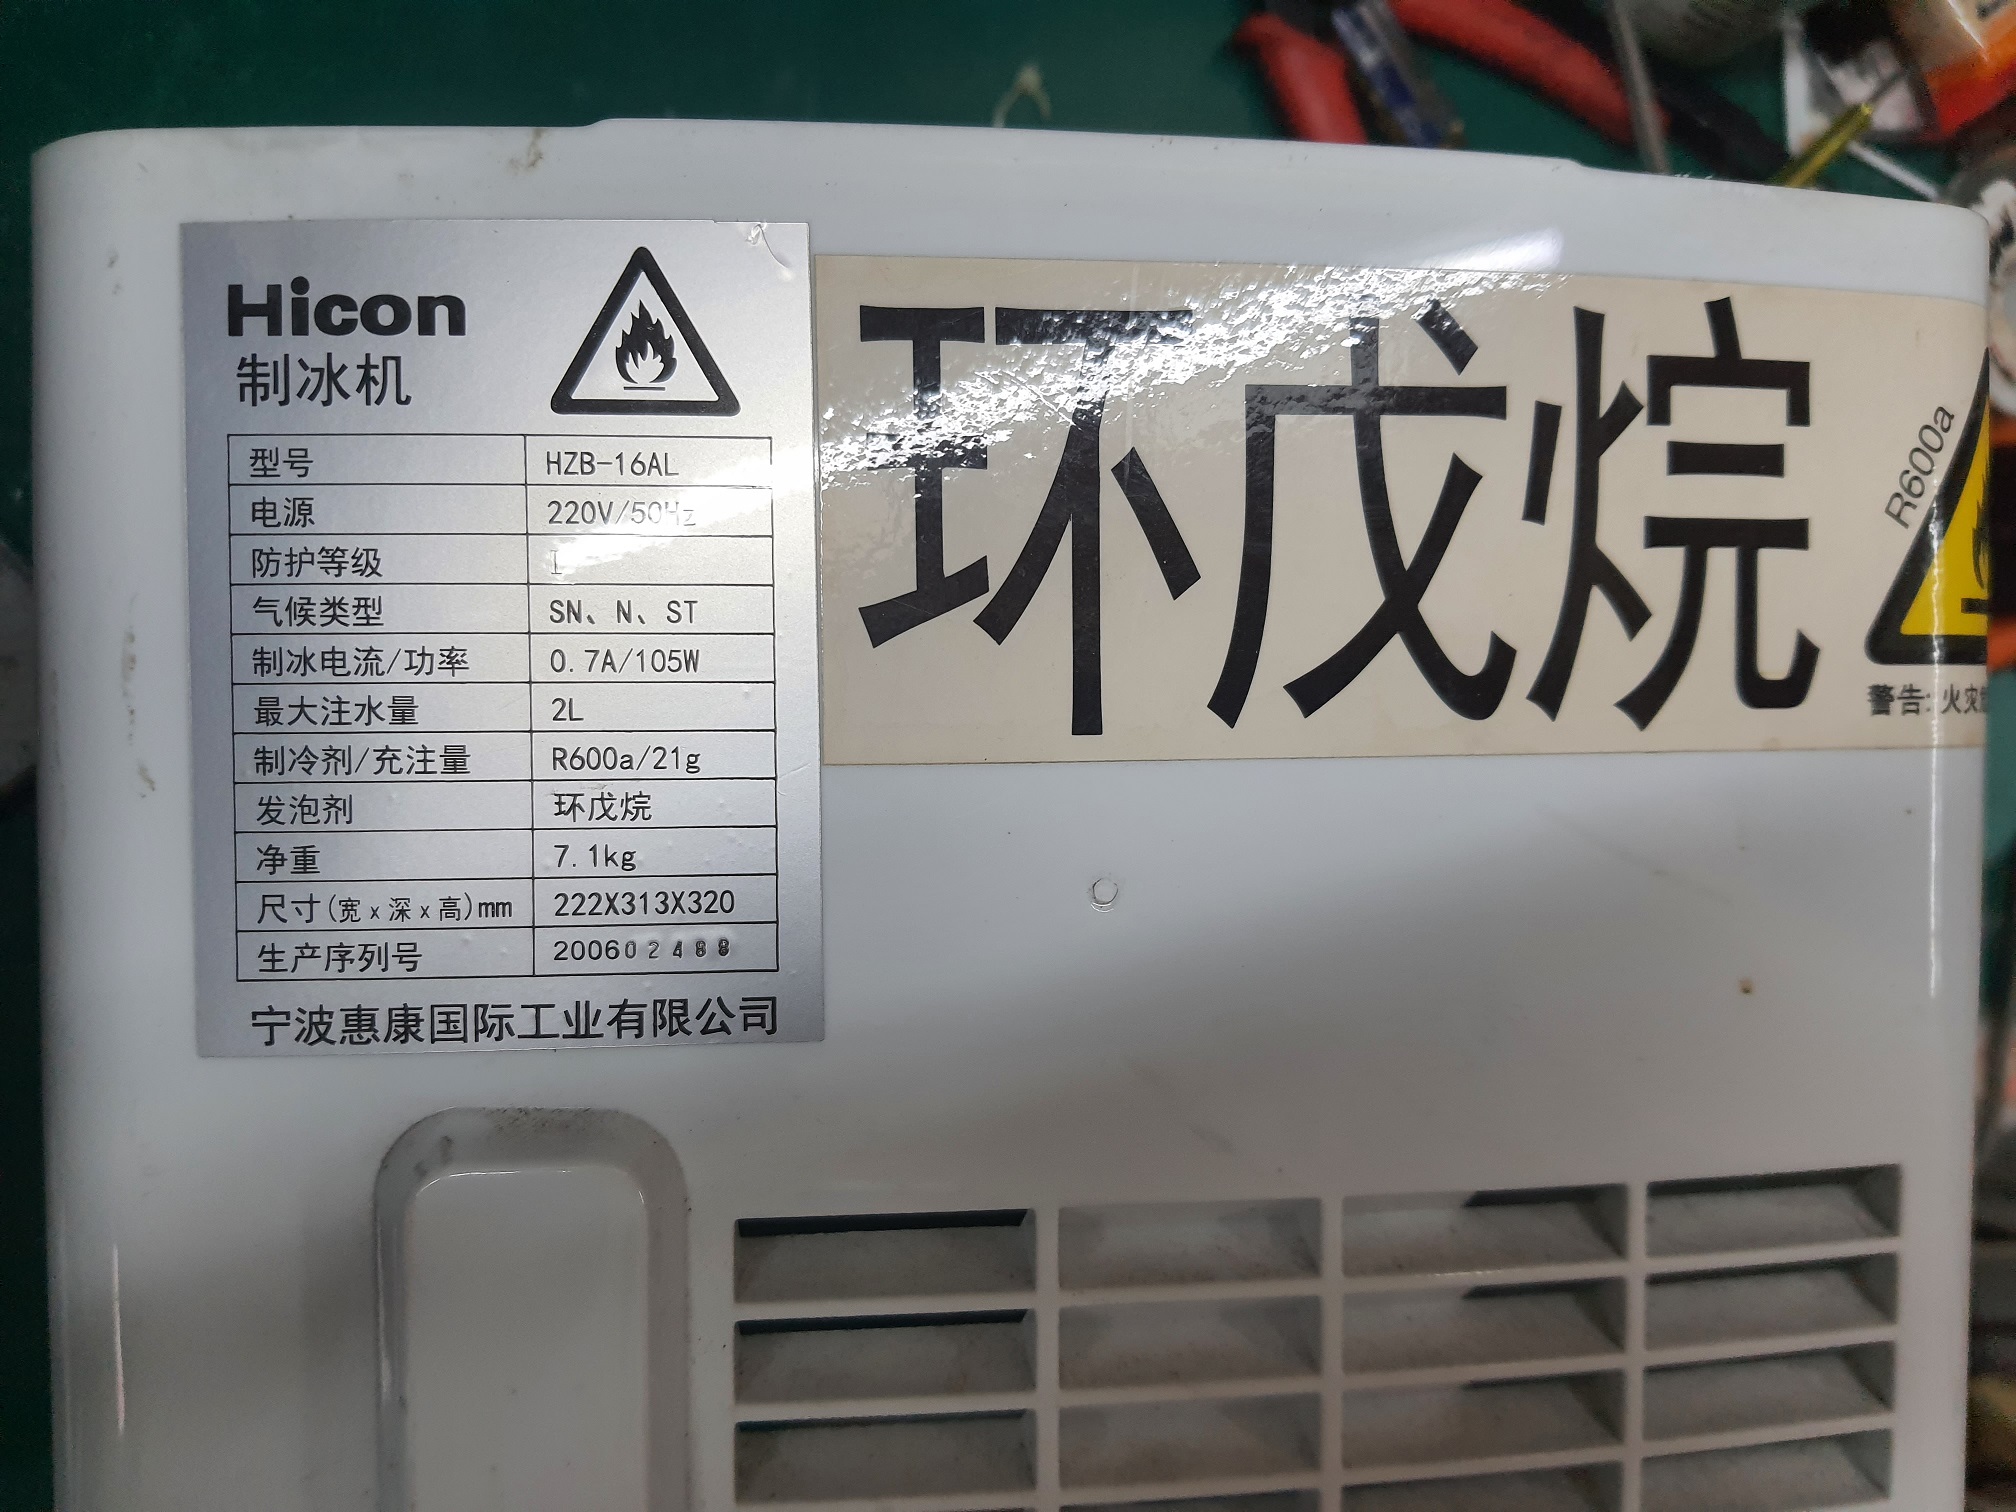 Hicon
制冰机
型号 HZB-16AL
电源 220V/50Hz
防护等级 I
气候类型 SN、N、ST
制冰电流/功率 0.7A/105W
最大注水量 2L
制冷剂/充注量 R600a/21g
发泡剂 环戊烷
净重 7.1kg
尺寸(宽x深x高)mm 222X313X320
生产序列号 200602488
宁波惠康国际工业有限公司
环戊烷
R600a
警告:火灾